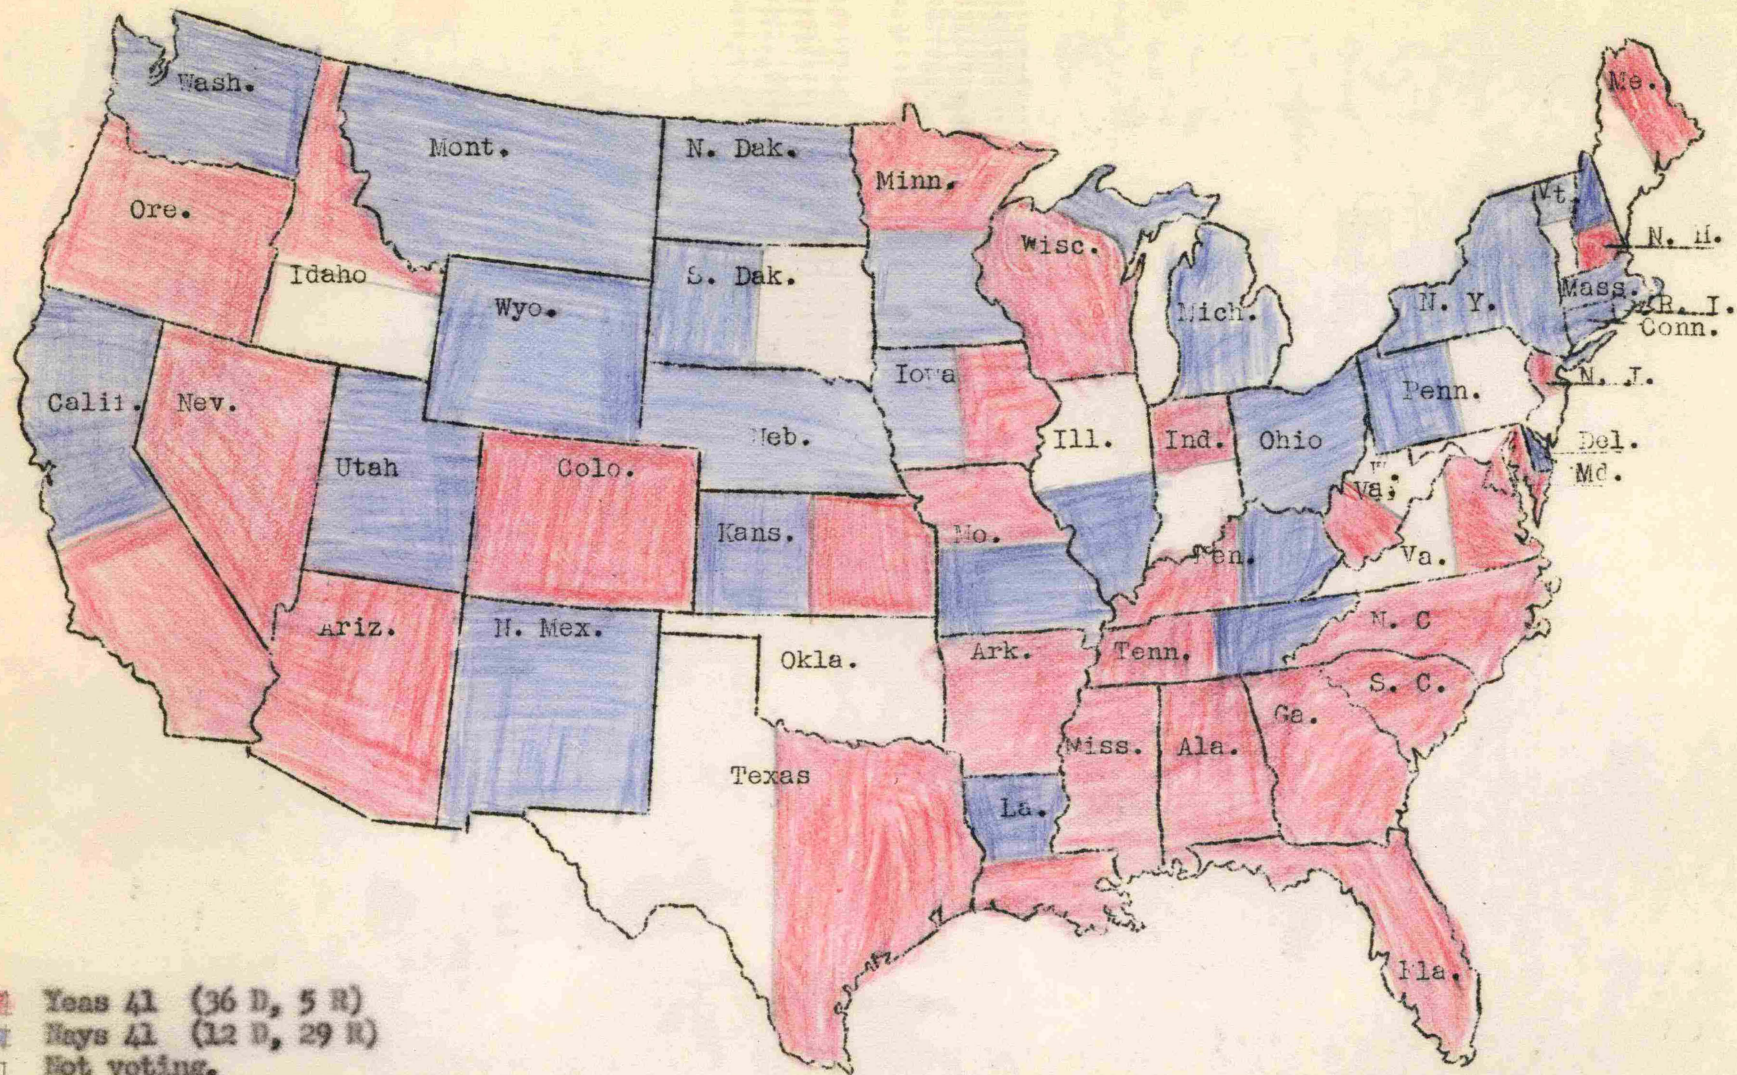 Wash.
Me.
Mont.
N. Dak.
Minn.
Vt.
Ore.
N. H.
Wisc.
Idaho
S. Dak.
Mass.
Wyo.
N. Y.
R. I.
Mich.
Conn.
Iowa
N. J.
Calif.
Nev.
Penn.
Neb.
Ill.
Ind.
Ohio
Del.
Utah
Colo.
W.
Va.
Md.
Kans.
Mo.
Ken.
Va.
Ariz.
N. Mex.
Okla.
Ark.
Tenn.
N. C
S. C.
Ga.
Miss.
Ala.
Texas
La.
Fla.
Yeas 41 (36 D, 5 R)
Nays 41 (12 D, 29 R)
Not voting.